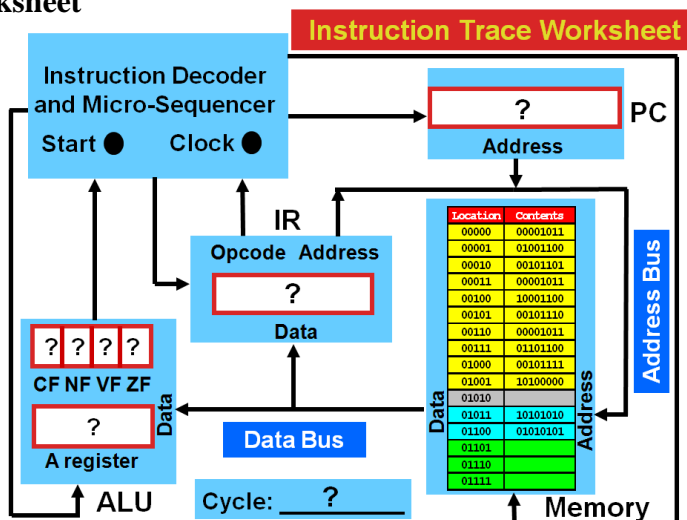 ksheet
Instruction Trace Worksheet
Instruction Decoder
and Micro-Sequencer
Start
Clock
?
PC
Address
IR
Opcode Address
?
Data
Location Contents
00000 00001011
00001 01001100
00010 00101101
00011 00001011
00100 10001100
00101 00101110
00110 00001011
00111 01101100
01000 00101111
01001 10100000
01010
01011 10101010
01100 01010101
01101
01110
01111
Data
Address
Memory
Address Bus
? ? ? ?
CF NF VF ZF
?
A register
Data
ALU
Data Bus
Cycle: ?